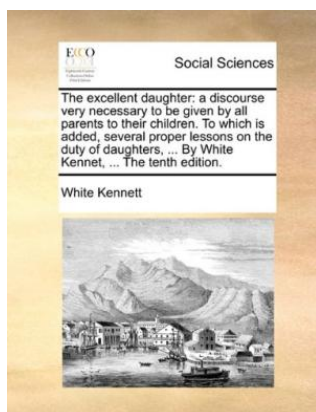 ECCO
Social Sciences
The excellent daughter: a discourse
very necessary to be given by all
parents to their children. To which is
added, several proper lessons on the
duty of daughters, ... By White
Kennet, ... The tenth edition.
White Kennett